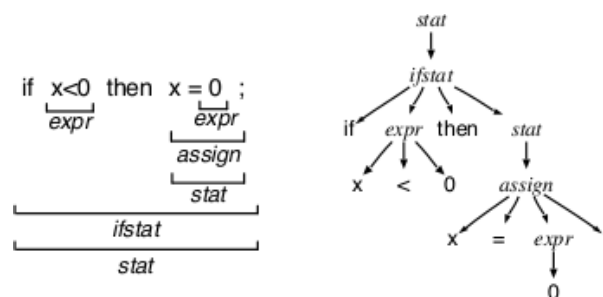 if x<0 then x = 0 ;
expr expr
assign
stat
ifstat
stat
stat
ifstat
if expr then stat
x < 0 assign
x = expr
0